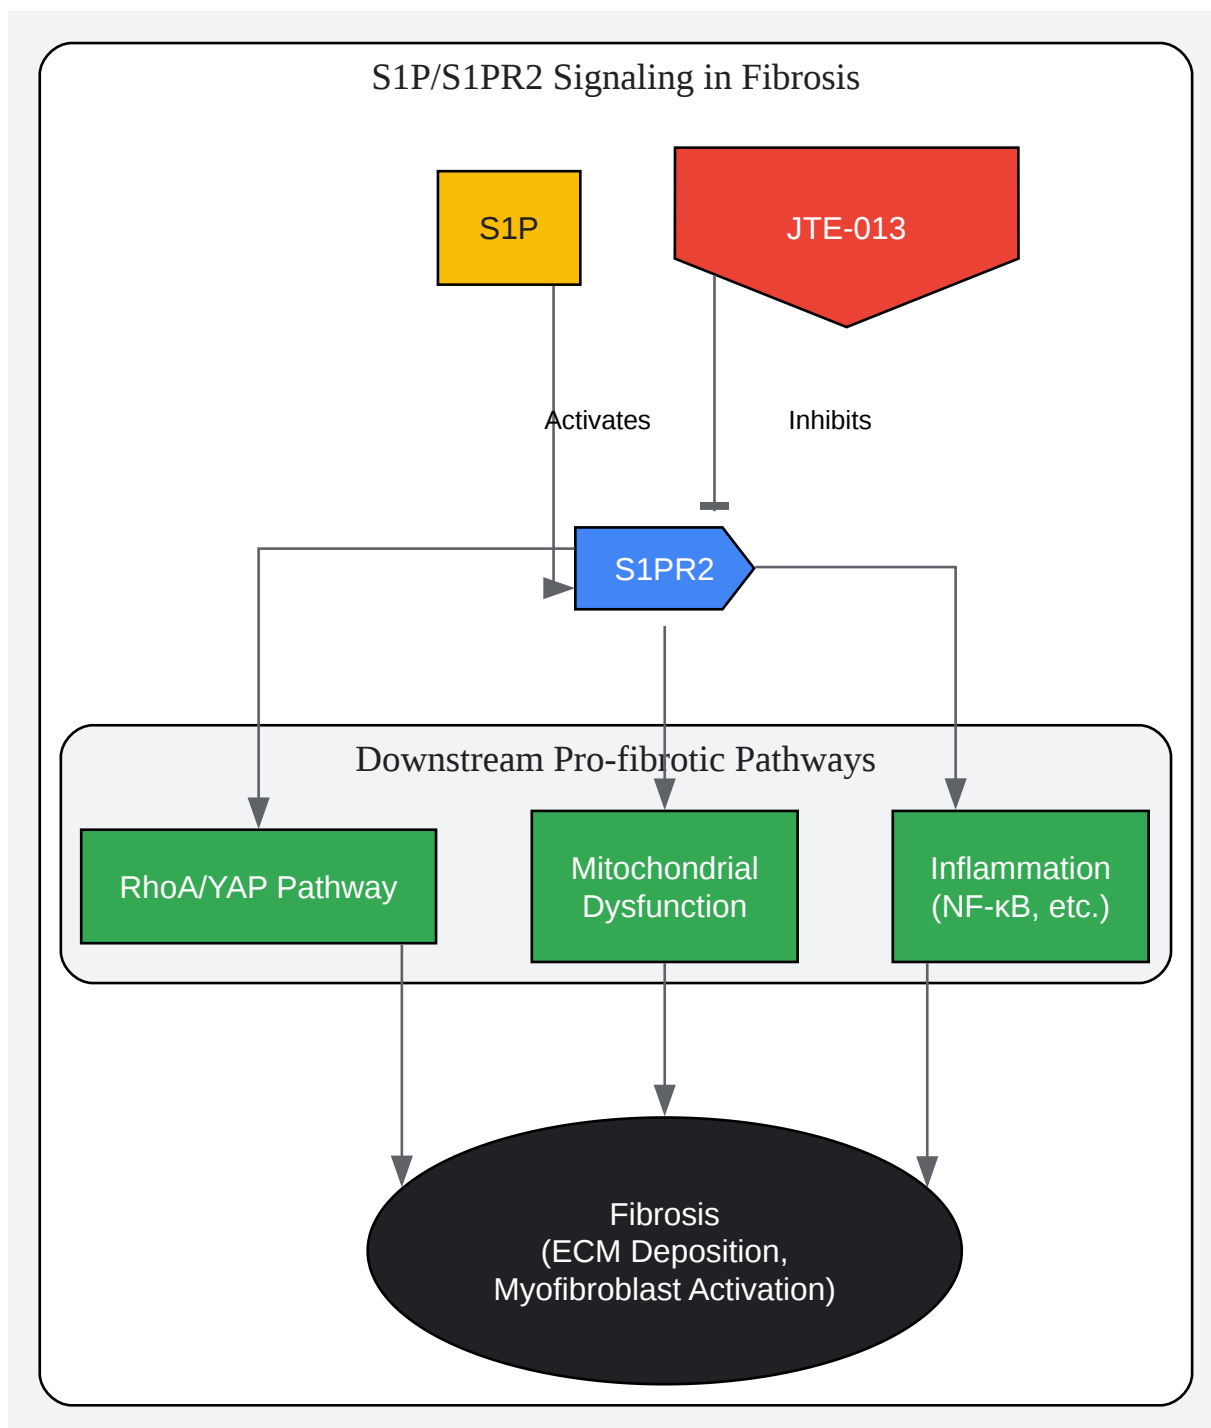 S1P/S1PR2 Signaling in Fibrosis
S1P
JTE-013
Activates
Inhibits
S1PR2
Downstream Pro-fibrotic Pathways
RhoA/YAP Pathway
Mitochondrial
Dysfunction
Inflammation
(NF-κB, etc.)
Fibrosis
(ECM Deposition,
Myofibroblast Activation)